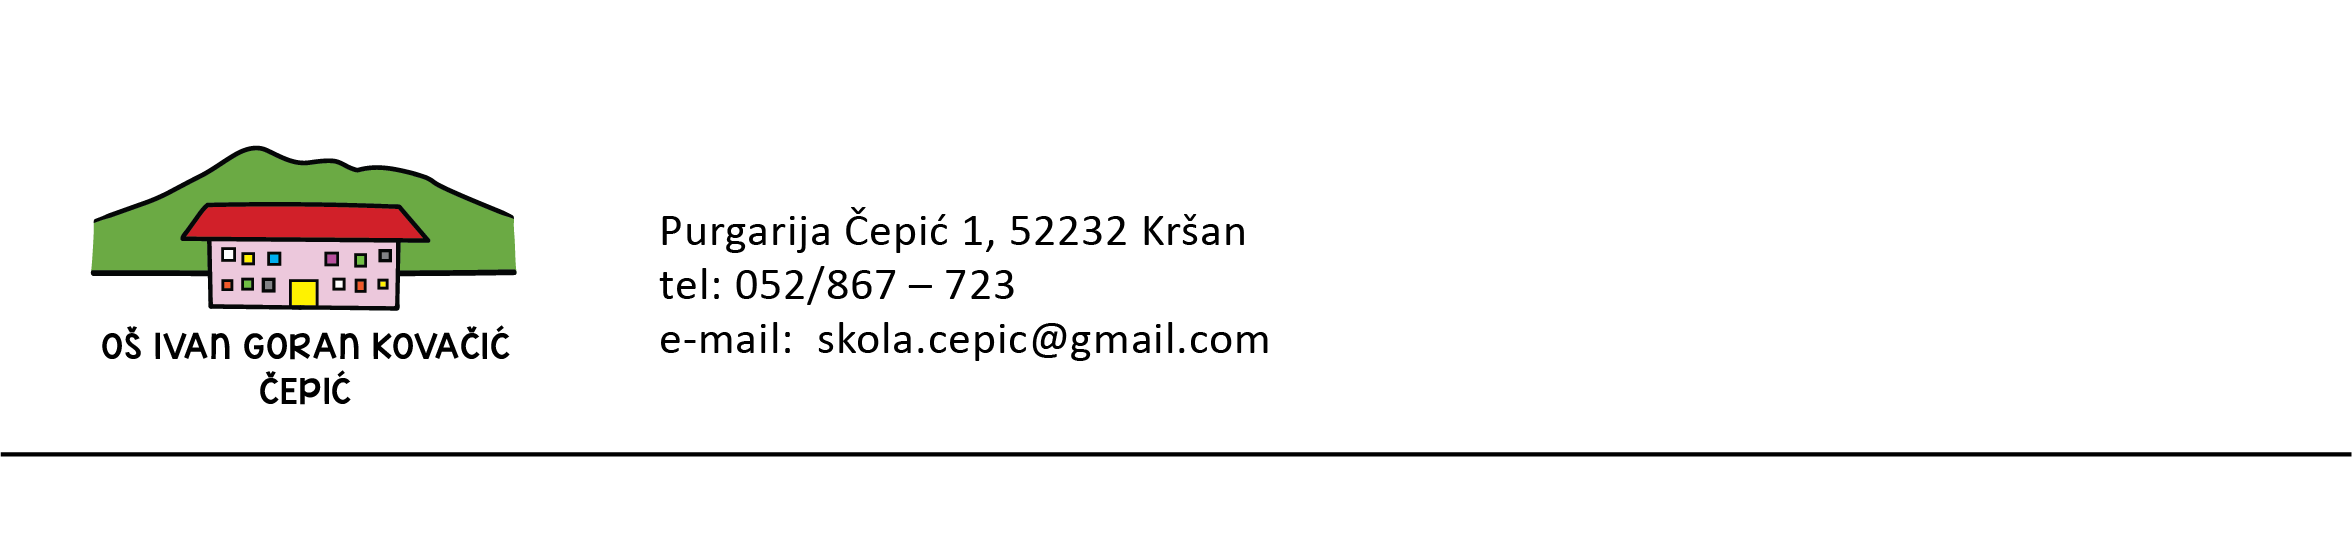 OŠ IVAN GORAN KOVAČIĆ
ČEPIĆ
Purgarija Čepić 1, 52232 Kršan
tel: 052/867 – 723
e-mail:  skola.cepic@gmail.com